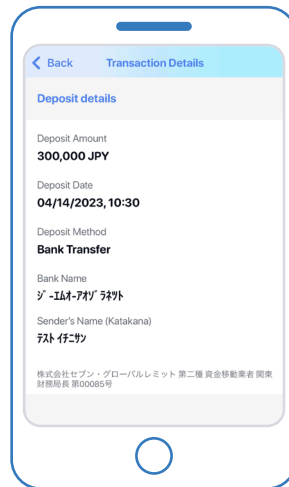 Back Transaction Details
Deposit details
Deposit Amount
300,000 JPY
Deposit Date
04/14/2023, 10:30
Deposit Method
Bank Transfer
Bank Name
ｼﾞ-ｴﾑｵ-ｱｵｿﾞﾗﾈﾂﾄ
Sender's Name (Katakana)
ﾃｽﾄ ｲﾁﾆｻﾝ
株式会社セブン・グローバルレミット 第二種 資金移動業者 関東
財務局長 第00085号